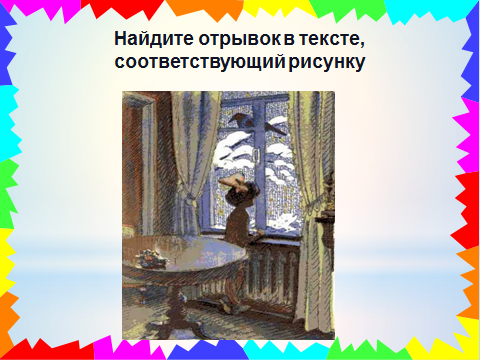 Найдите отрывок в тексте,
соответствующий рисунку